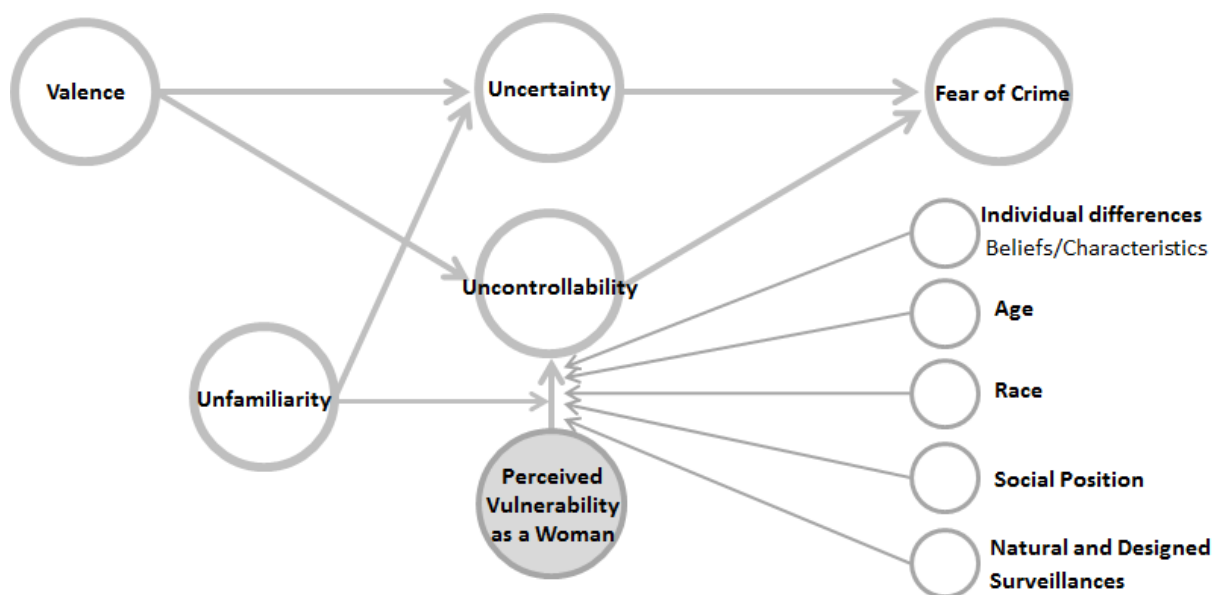 Valence
Uncertainty
Fear of Crime
Individual differences
Beliefs/Characteristics
Uncontrollability
Age
Unfamiliarity
Race
Perceived
Vulnerability
as a Woman
Social Position
Natural and Designed
Surveillances